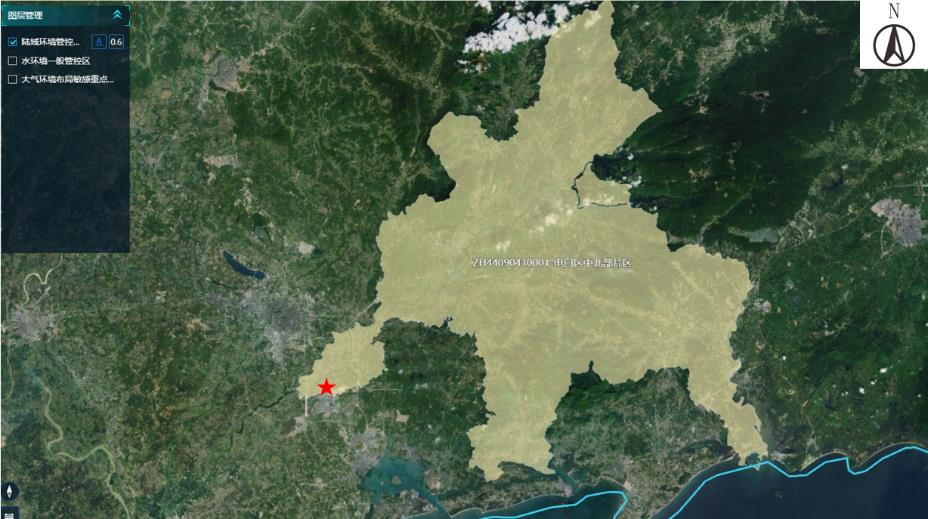 图层管理
陆域环境管控... 0.6
水环境一般管控区
大气环境布局敏感重点...
N
ZH44090430001-电白区中北部片区